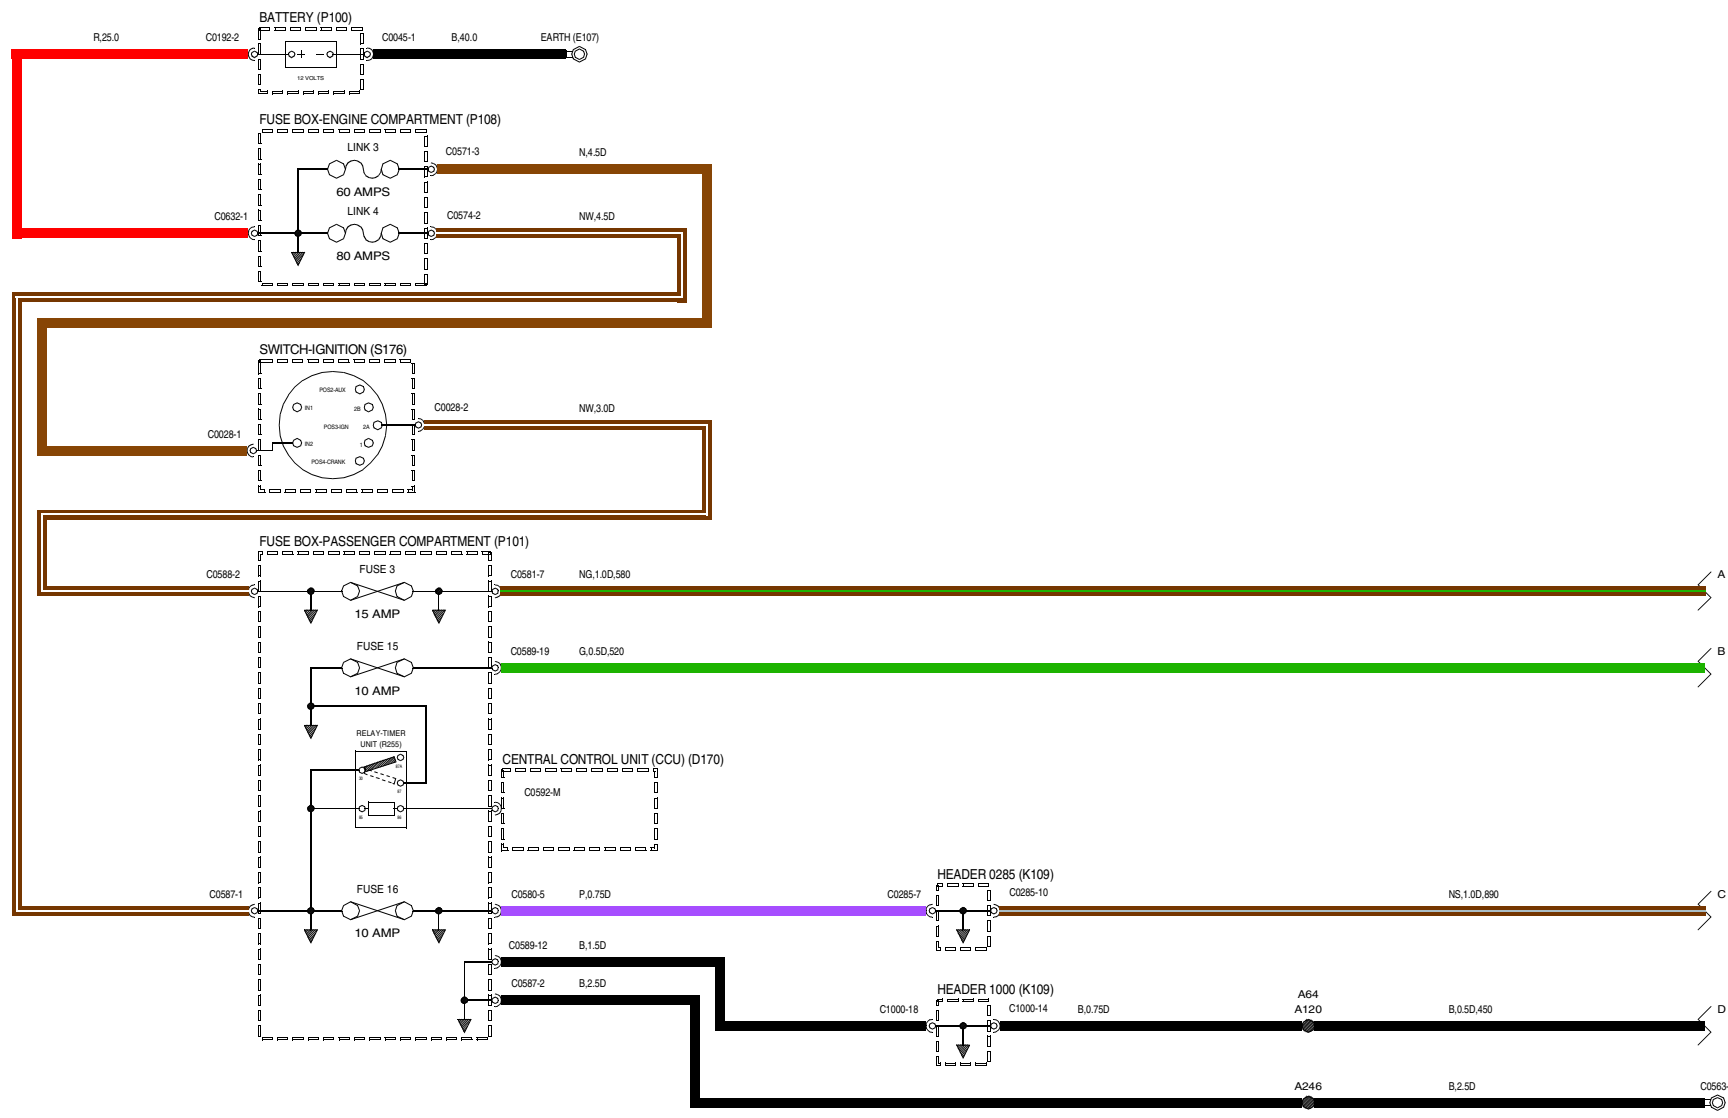 BATTERY (P100)
R,25.0
C0192-2
C0045-1
B,40.0
EARTH (E107)
+
−
12 VOLTS
FUSE BOX-ENGINE COMPARTMENT (P108)
LINK 3
C0571-3
N,4.5D
60 AMPS
C0632-1
LINK 4
C0574-2
NW,4.5D
80 AMPS
SWITCH-IGNITION (S176)
POS2-AUX
IN1
2B
C0028-2
NW,3.0D
POS3-IGN
2A
C0028-1
IN2
1
POS4-CRANK
FUSE BOX-PASSENGER COMPARTMENT (P101)
C0588-2
FUSE 3
C0581-7
NG,1.0D,580
A
15 AMP
FUSE 15
C0589-19
G,0.5D,520
B
10 AMP
RELAY-TIMER
UNIT (R255)
87A
30
87
85
86
CENTRAL CONTROL UNIT (CCU) (D170)
C0592-M
C0587-1
FUSE 16
C0580-5
P,0.75D
C0285-7
HEADER 0285 (K109)
C0285-10
NS,1.0D,890
C
10 AMP
C0589-12
B,1.5D
C0587-2
B,2.5D
HEADER 1000 (K109)
C1000-18
C1000-14
B,0.75D
A64
A120
B,0.5D,450
D
A246
B,2.5D
C0563-